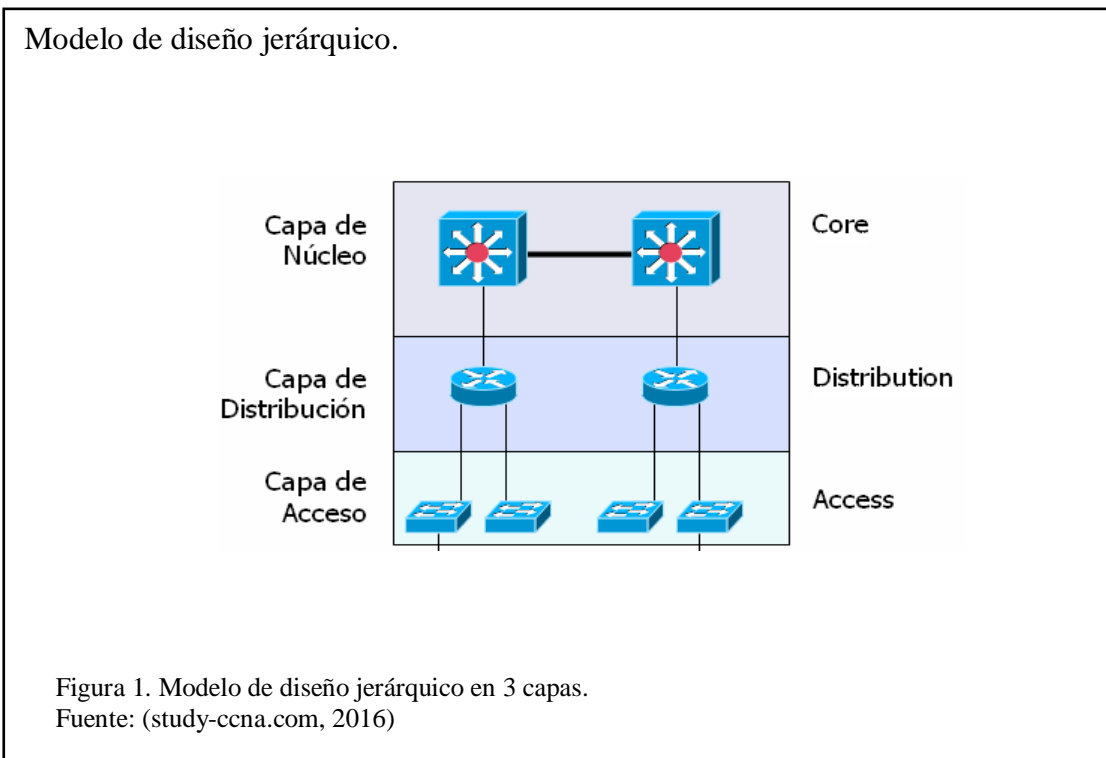 Modelo de diseño jerárquico.
Capa de
Núcleo
Core
Capa de
Distribución
Distribution
Capa de
Acceso
Access
Figura 1. Modelo de diseño jerárquico en 3 capas.
Fuente: (study-ccna.com, 2016)